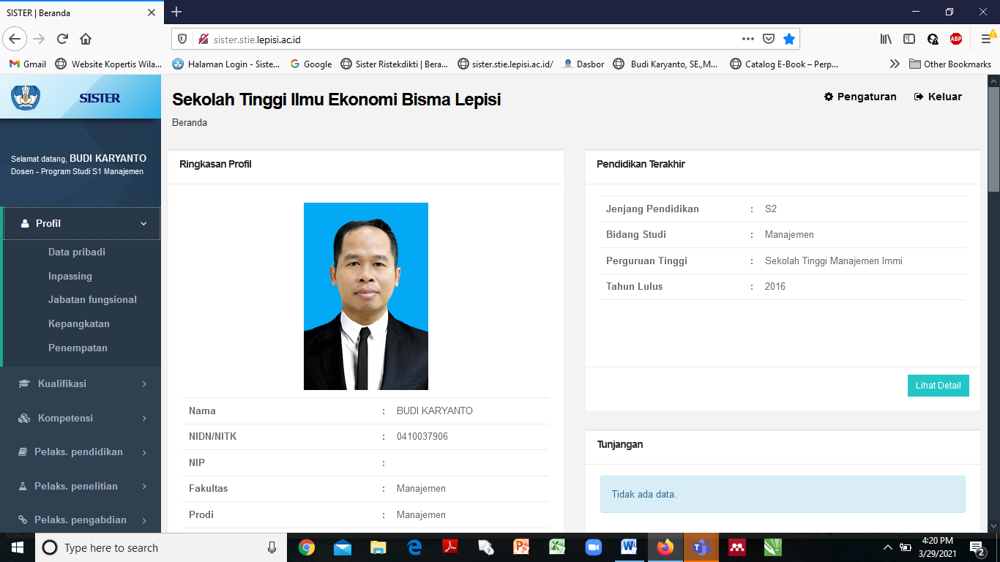 SISTER | Beranda
sister.stie.lepisi.ac.id
Gmail
Website Kopertis Wila...
Halaman Login - Siste...
Google
Sister Ristekdikti | Bera...
sister.stie.lepisi.ac.id/
Dasbor
Budi Karyanto, SE.,M...
Catalog E-Book – Perp...
Other Bookmarks
ABP
SISTER
Sekolah Tinggi Ilmu Ekonomi Bisma Lepisi
Pengaturan
Keluar
Beranda
Selamat datang, BUDI KARYANTO
Dosen - Program Studi S1 Manajemen
Profil
Data pribadi
Inpassing
Jabatan fungsional
Kepangkatan
Penempatan
Kualifikasi
Kompetensi
Pelaks. pendidikan
Pelaks. penelitian
Pelaks. pengabdian
Ringkasan Profil
Nama : BUDI KARYANTO
NIDN/NITK : 0410037906
NIP :
Fakultas : Manajemen
Prodi : Manajemen
Pendidikan Terakhir
Jenjang Pendidikan : S2
Bidang Studi : Manajemen
Perguruan Tinggi : Sekolah Tinggi Manajemen Immi
Tahun Lulus : 2016
Lihat Detail
Tunjangan
Tidak ada data.
Type here to search
4:20 PM
3/29/2021
2